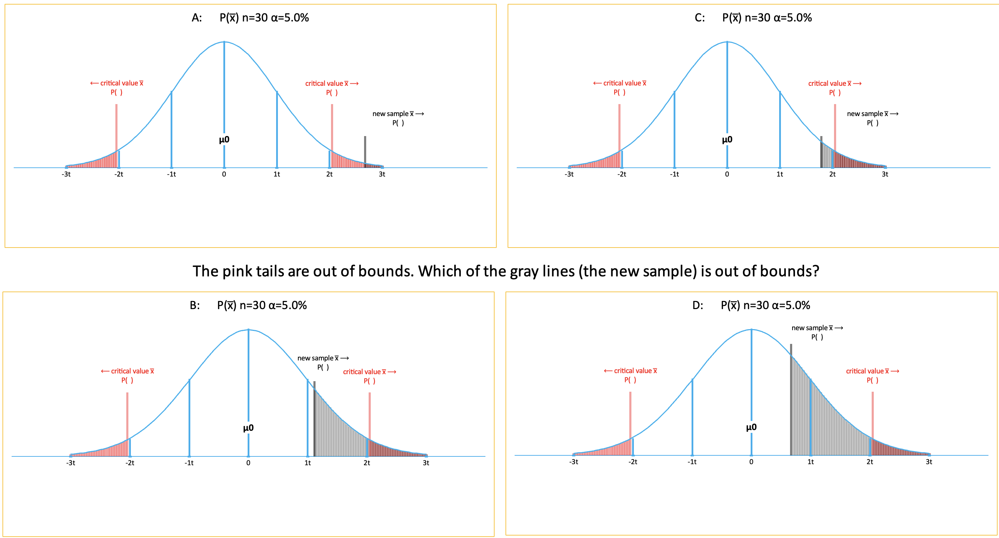 A: P(x̅) n=30 α=5.0%
← critical value x̅
P( )
critical value x̅ →
P( )
new sample x̅ →
P( )
µ0
-3t -2t -1t 0 1t 2t 3t
C: P(x̅) n=30 α=5.0%
← critical value x̅
P( )
critical value x̅ →
P( )
new sample x̅ →
P( )
µ0
-3t -2t -1t 0 1t 2t 3t
The pink tails are out of bounds. Which of the gray lines (the new sample) is out of bounds?
B: P(x̅) n=30 α=5.0%
new sample x̅ →
P( )
← critical value x̅
P( )
critical value x̅ →
P( )
µ0
-3t -2t -1t 0 1t 2t 3t
D: P(x̅) n=30 α=5.0%
new sample x̅ →
P( )
← critical value x̅
P( )
critical value x̅ →
P( )
µ0
-3t -2t -1t 0 1t 2t 3t